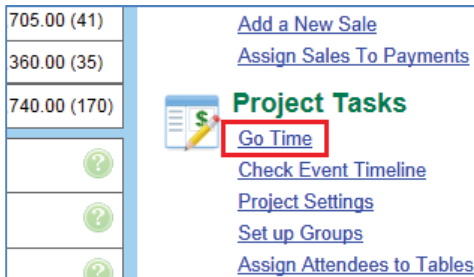 705.00 (41)
360.00 (35)
740.00 (170)
?
?
?
Add a New Sale
Assign Sales To Payments
$
Project Tasks
Go Time
Check Event Timeline
Project Settings
Set up Groups
Assign Attendees to Tables